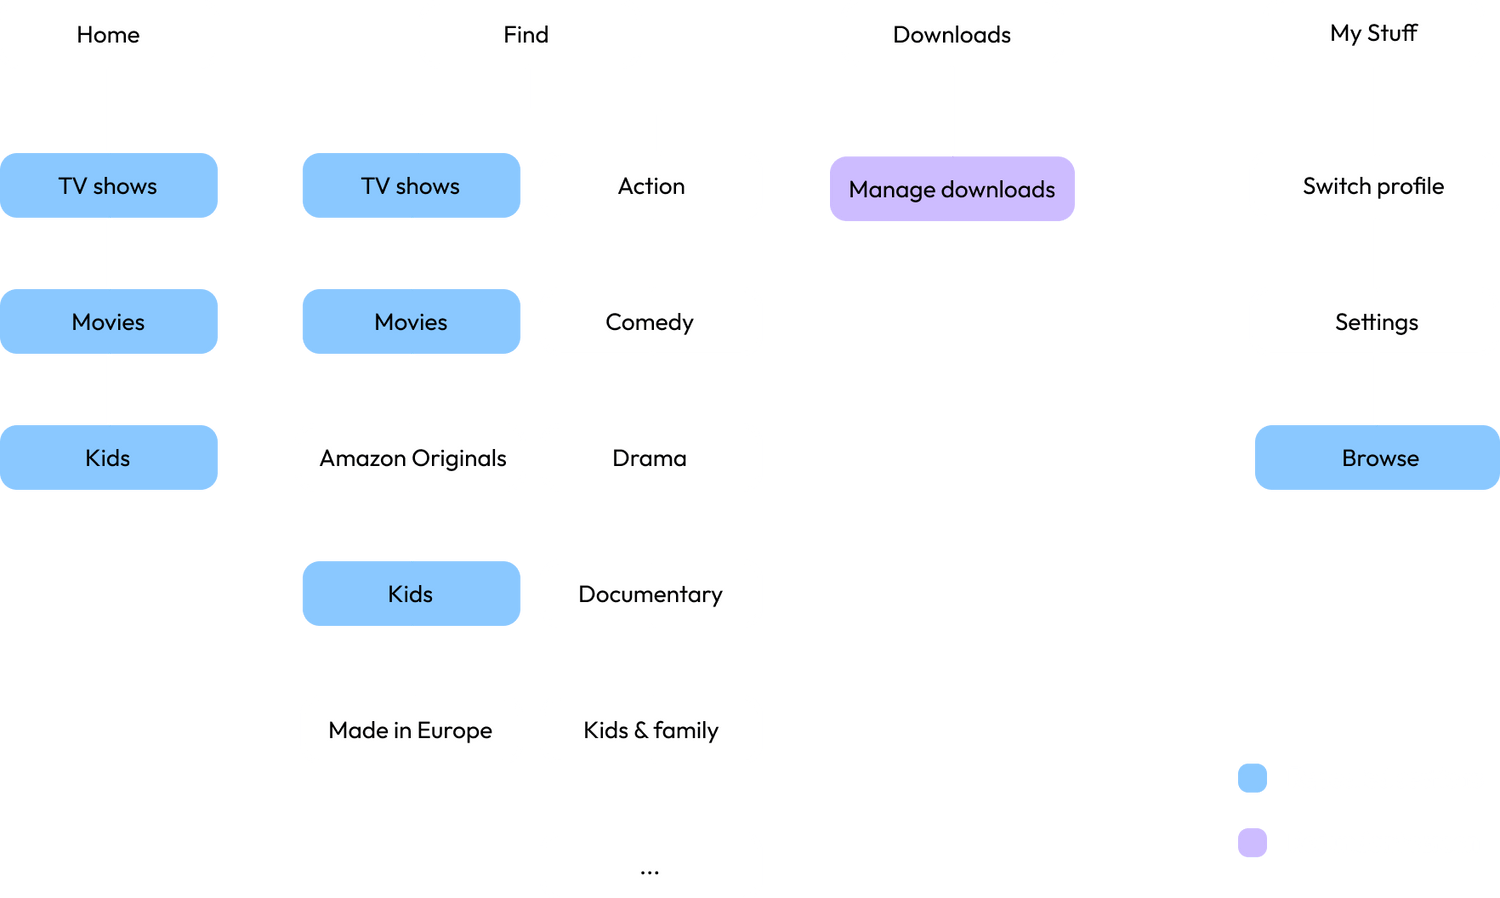 Home
Find
Downloads
My Stuff
TV shows
TV shows
Action
Manage downloads
Switch profile
Movies
Movies
Comedy
Settings
Kids
Amazon Originals
Drama
Browse
Kids
Documentary
Made in Europe
Kids & family
...